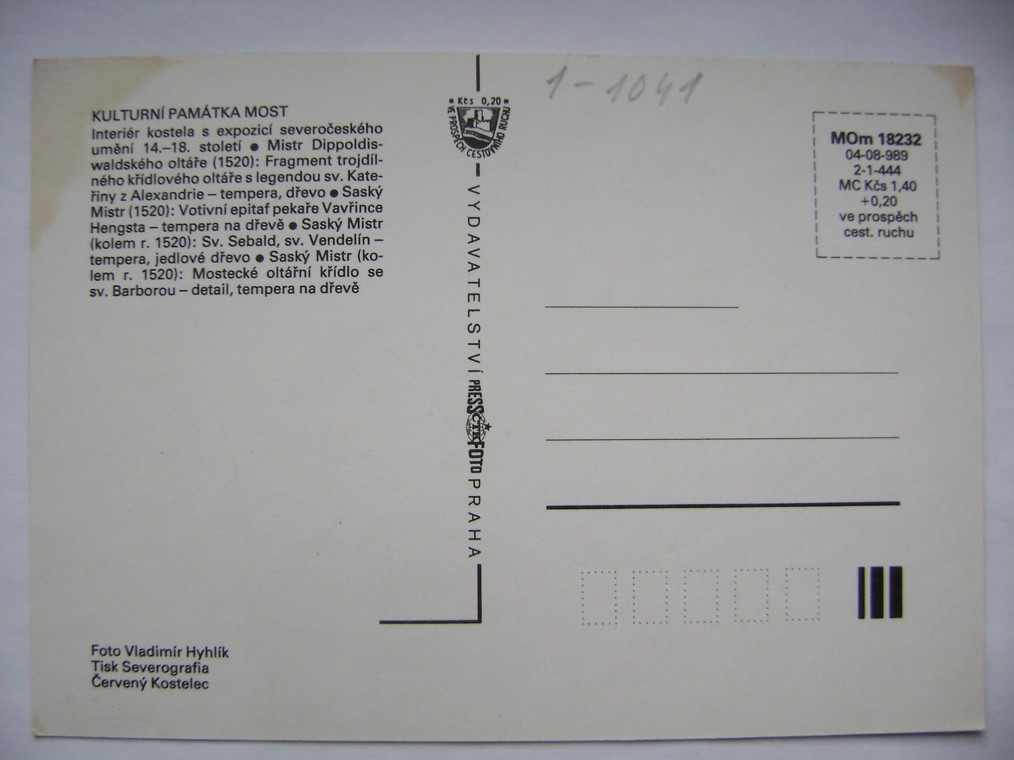 KULTURNÍ PAMÁTKA MOST
Interiér kostela s expozicí severočeského
umění 14.–18. století ● Mistr Dippoldis-
waldského oltáře (1520): Fragment trojdíl-
ného křídlového oltáře s legendou sv. Kate-
řiny z Alexandrie – tempera, dřevo ● Saský
Mistr (1520): Votivní epitaf pekaře Vavřince
Hengsta – tempera na dřevě ● Saský Mistr
(kolem r. 1520): Sv. Sebald, sv. Vendelín –
tempera, jedlové dřevo ● Saský Mistr (ko-
lem r. 1520): Mostecké oltářní křídlo se
sv. Barborou – detail, tempera na dřevě
Foto Vladimír Hyhlík
Tisk Severografia
Červený Kostelec
Kčs 0,20
VE PROSPĚCH CESTOVNÍHO RUCHU
VYDAVATELSTVÍ PRESSFOTO PRAHA
ČTK
1-1041
MOm 18232
04-08-989
2-1-444
MC Kčs 1,40
+0,20
ve prospěch
cest. ruchu